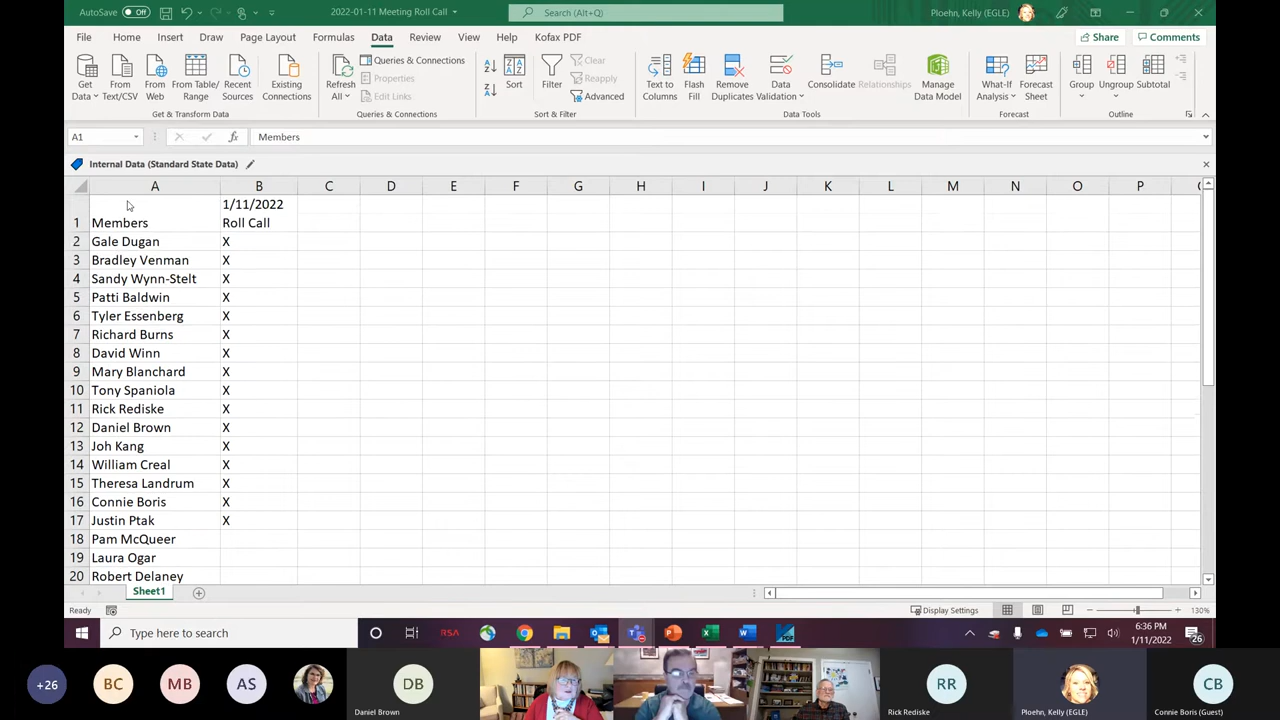 AutoSave Off
2022-01-11 Meeting Roll Call
Search (Alt+Q)
Ploehn, Kelly (EGLE)
File Home Insert Draw Page Layout Formulas Data Review View Help Kofax PDF
Share Comments
Get Data
From Text/CSV
From Web
From Table/ Range
Recent Sources
Existing Connections
Refresh All
Queries & Connections
Properties
Edit Links
Sort
Filter
Clear
Reapply
Advanced
Text to Columns
Flash Fill
Remove Duplicates
Data Validation
Consolidate
Relationships
Manage Data Model
What-If Analysis
Forecast Sheet
Group
Ungroup
Subtotal
Get & Transform Data Queries & Connections Sort & Filter Data Tools Forecast Outline
A1 fx Members
Internal Data (Standard State Data)
A B C D E F G H I J K L M N O P
1/11/2022
1 Members Roll Call
2 Gale Dugan X
3 Bradley Venman X
4 Sandy Wynn-Stelt X
5 Patti Baldwin X
6 Tyler Essenberg X
7 Richard Burns X
8 David Winn X
9 Mary Blanchard X
10 Tony Spaniola X
11 Rick Rediske X
12 Daniel Brown X
13 Joh Kang X
14 William Creal X
15 Theresa Landrum X
16 Connie Boris X
17 Justin Ptak X
18 Pam McQueer
19 Laura Ogar
20 Robert Delaney
Sheet1
Ready Display Settings 130%
Type here to search
RSA
6:36 PM
1/11/2022
26
+26 BC MB AS DB RR CB
Daniel Brown Rick Rediske Ploehn, Kelly (EGLE) Connie Boris (Guest)